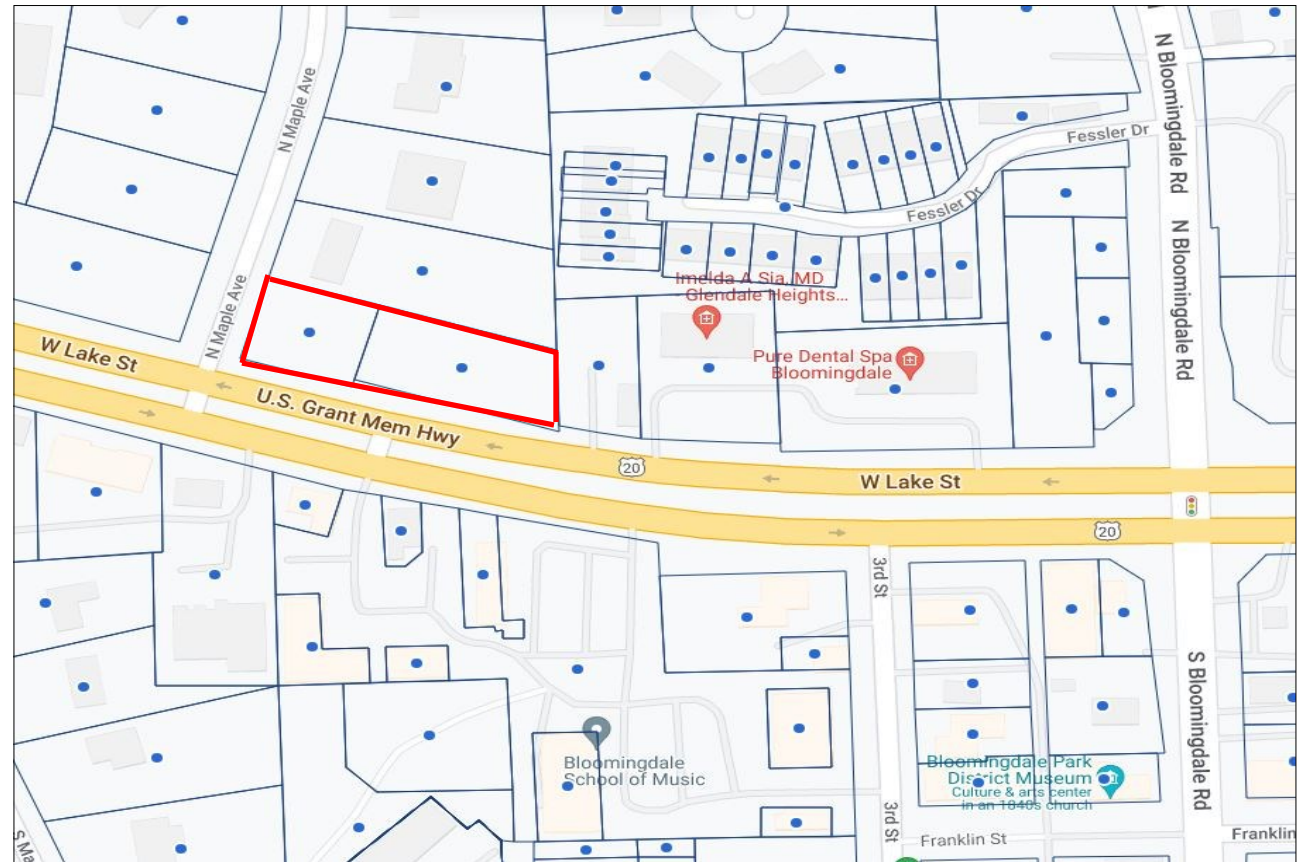 N Maple Ave
N Bloomingdale Rd
Fessler Dr
Fessler Dr
N Bloomingdale Rd
Imelda A Sia, MD
- Glendale Heights...
N Maple Ave
W Lake St
Pure Dental Spa
Bloomingdale
U.S. Grant Mem Hwy
20
W Lake St
20
3rd St
S Bloomingdale Rd
Bloomingdale
School of Music
Bloomingdale Park
District Museum
Culture & arts center
in an 1840s church
3rd St
Franklin St
Franklin
S Ma